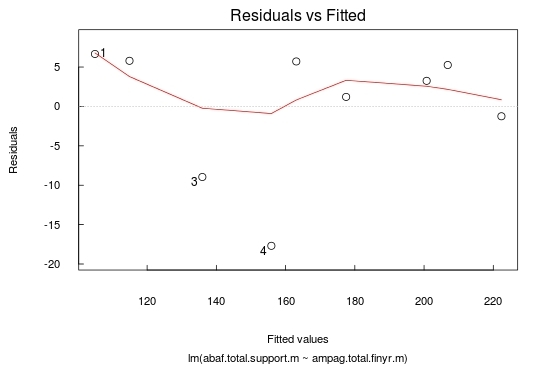 Residuals vs Fitted
Residuals
5
0
-5
-10
-15
-20
1
3
4
120 140 160 180 200 220
Fitted values
lm(abaf.total.support.m ~ ampag.total.finyr.m)